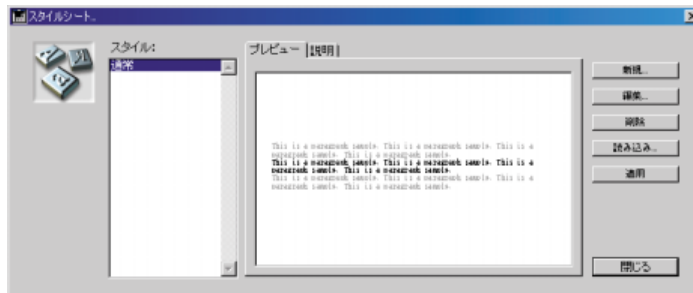 スタイルシート。
スタイル:
通常
プレビュー
説明
This is a paragraph sample. This is a paragraph sample. This is a
paragraph sample. This is a paragraph sample.
This is a paragraph sample. This is a paragraph sample. This is a
paragraph sample. This is a paragraph sample.
This is a paragraph sample. This is a paragraph sample. This is a
paragraph sample. This is a paragraph sample.
新規...
編集...
削除
読み込み...
適用
閉じる